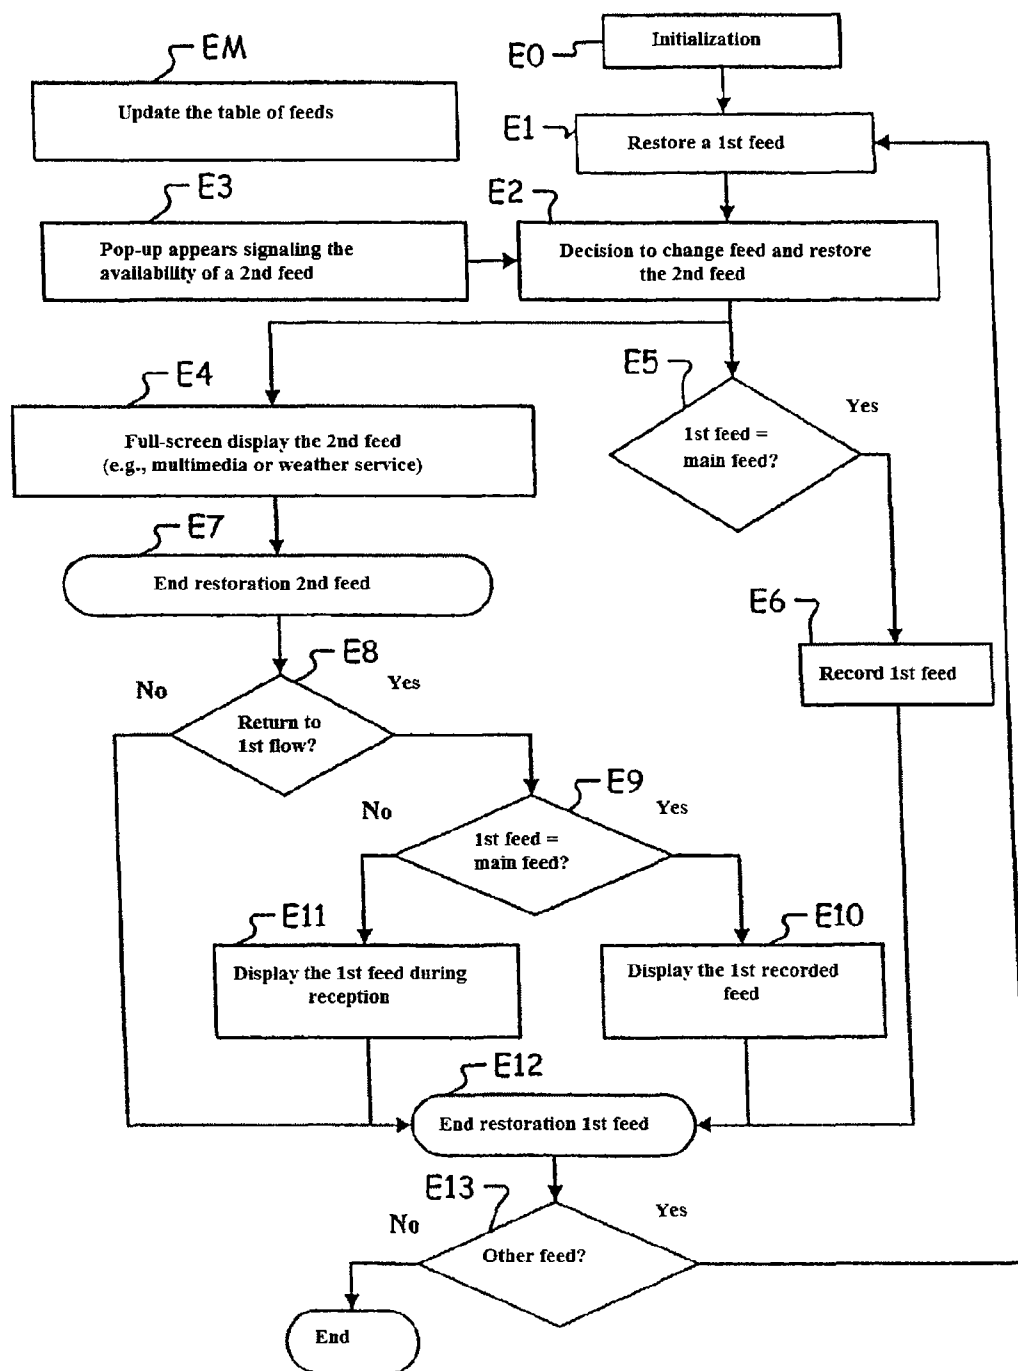 EM
Update the table of feeds
E0
Initialization
E1
Restore a 1st feed
E3
Pop-up appears signaling the
availability of a 2nd feed
E2
Decision to change feed and restore
the 2nd feed
E4
Full-screen display the 2nd feed
(e.g., multimedia or weather service)
E5
Yes
1st feed =
main feed?
E7
End restoration 2nd feed
E6
Record 1st feed
E8
No
Yes
Return to
1st flow?
E9
No
Yes
1st feed =
main feed?
E11
Display the 1st feed during
reception
E10
Display the 1st recorded
feed
E12
End restoration 1st feed
E13
No
Yes
Other feed?
End